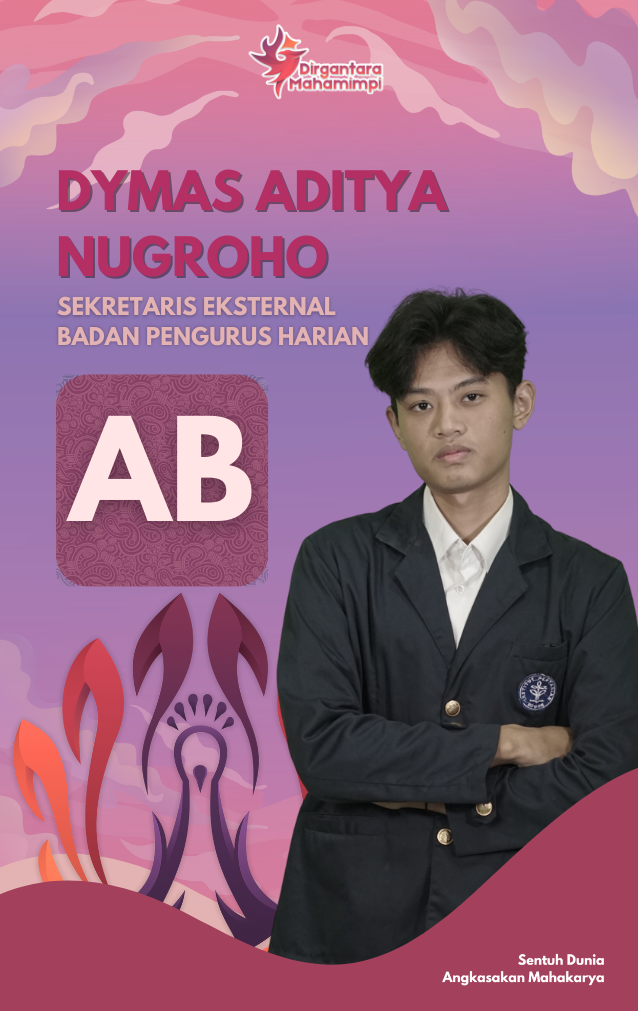 Dirgantara
Mahamimpi
DYMAS ADITYA
NUGROHO
SEKRETARIS EKSTERNAL
BADAN PENGURUS HARIAN
AB
Sentuh Dunia
Angkasakan Mahakarya